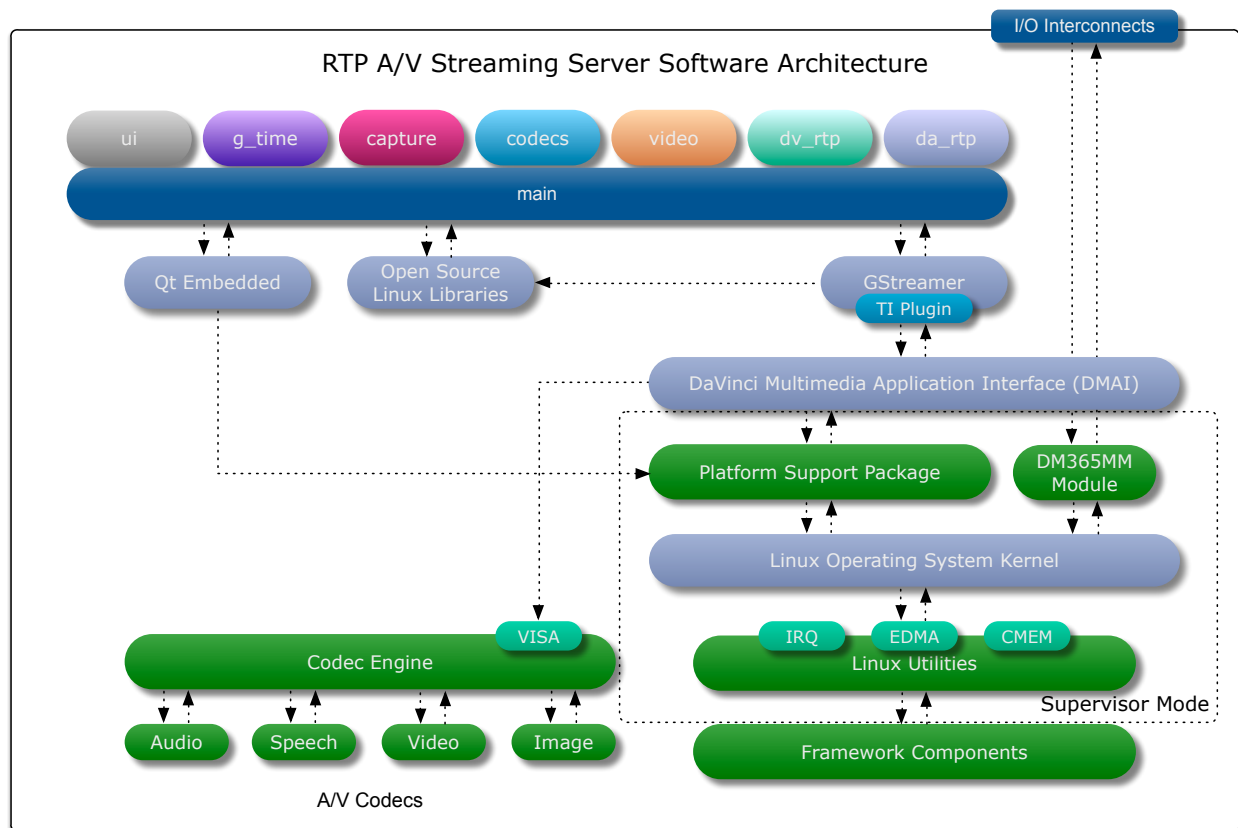 I/O Interconnects
RTP A/V Streaming Server Software Architecture
ui
g_time
capture
codecs
video
dv_rtp
da_rtp
main
Qt Embedded
Open Source
Linux Libraries
GStreamer
TI Plugin
DaVinci Multimedia Application Interface (DMAI)
Platform Support Package
DM365MM
Module
Linux Operating System Kernel
VISA
Codec Engine
IRQ
EDMA
CMEM
Linux Utilities
Supervisor Mode
Audio
Speech
Video
Image
Framework Components
A/V Codecs